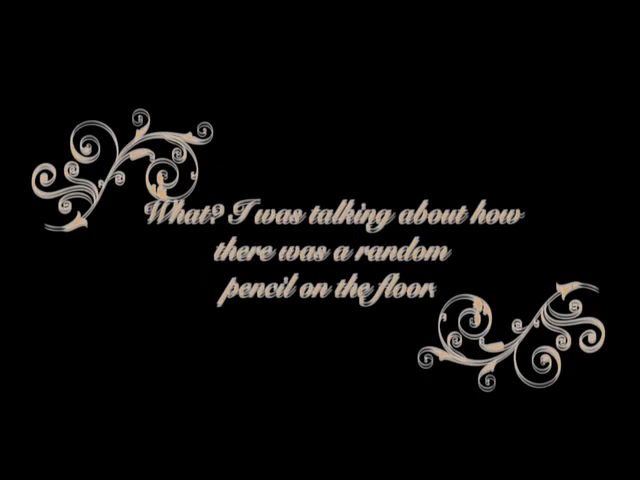 What? I was talking about how
there was a random
pencil on the floor.